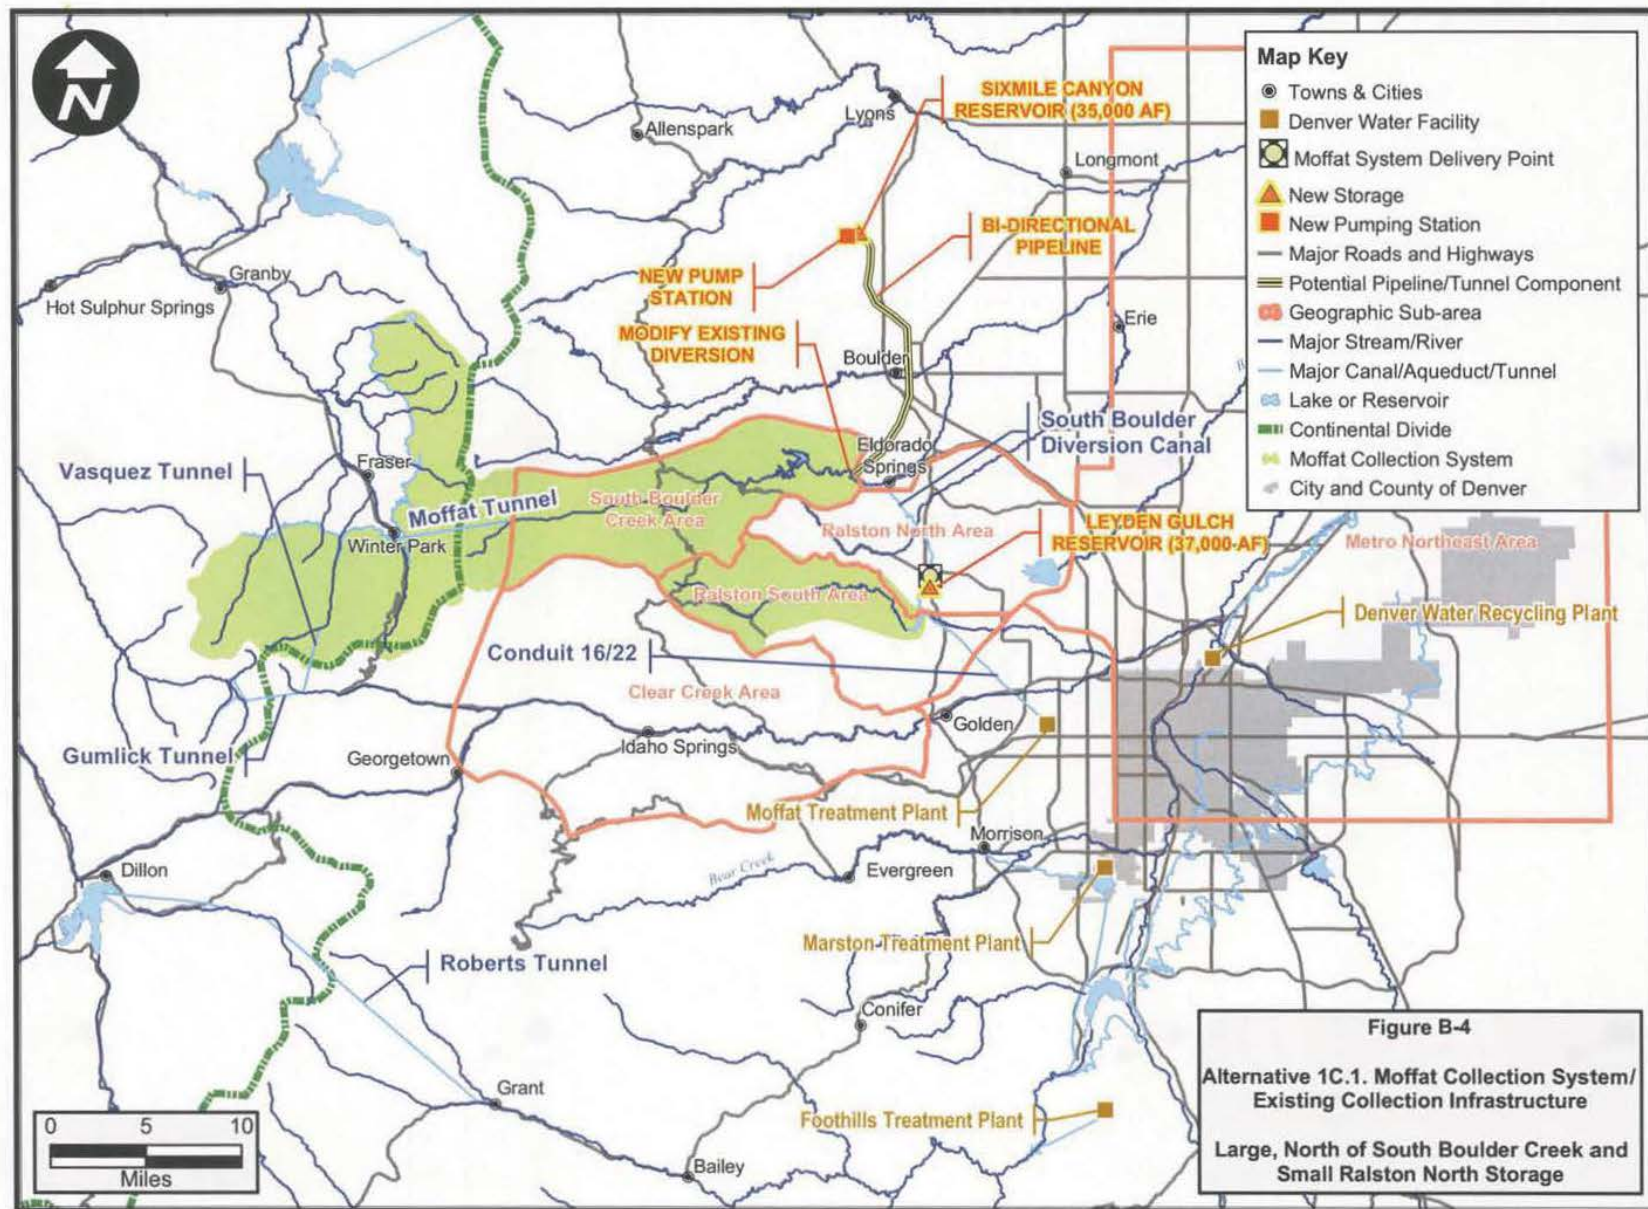 N
Map Key
Towns & Cities
Denver Water Facility
Moffat System Delivery Point
New Storage
New Pumping Station
Major Roads and Highways
Potential Pipeline/Tunnel Component
Geographic Sub-area
Major Stream/River
Major Canal/Aqueduct/Tunnel
Lake or Reservoir
Continental Divide
Moffat Collection System
City and County of Denver
SIXMILE CANYON
RESERVOIR (35,000 AF)
Lyons
Allenspark
Longmont
BI-DIRECTIONAL
PIPELINE
NEW PUMP
STATION
Granby
Hot Sulphur Springs
MODIFY EXISTING
DIVERSION
Erie
Boulder
South Boulder
Diversion Canal
Eldorado
Springs
Vasquez Tunnel
Fraser
Moffat Tunnel
South Boulder
Creek Area
Winter Park
Ralston North Area
LEYDEN GULCH
RESERVOIR (37,000-AF)
Metro Northeast Area
Ralston South Area
Denver Water Recycling Plant
Conduit 16/22
Clear Creek Area
Golden
Idaho Springs
Gumlick Tunnel
Georgetown
Moffat Treatment Plant
Morrison
Dillon
Bear Creek
Evergreen
Marston Treatment Plant
Roberts Tunnel
Conifer
Grant
Foothills Treatment Plant
Bailey
0 5 10
Miles
Figure B-4
Alternative 1C.1. Moffat Collection System/
Existing Collection Infrastructure
Large, North of South Boulder Creek and
Small Ralston North Storage